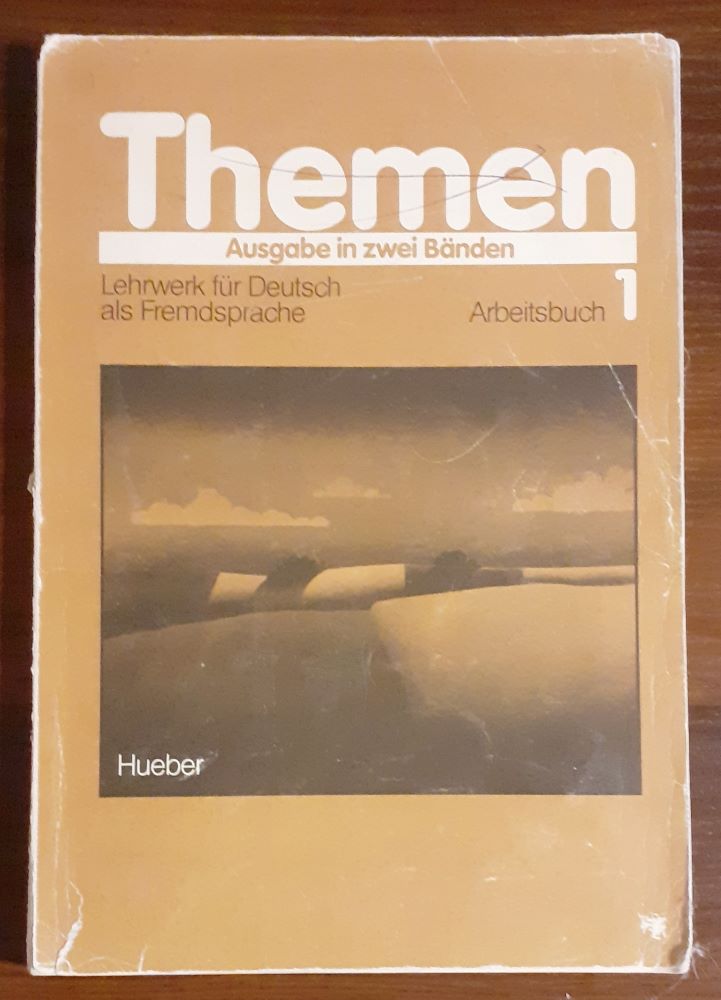 Themen
Ausgabe in zwei Bänden
Lehrwerk für Deutsch
als Fremdsprache
Arbeitsbuch 1
Hueber